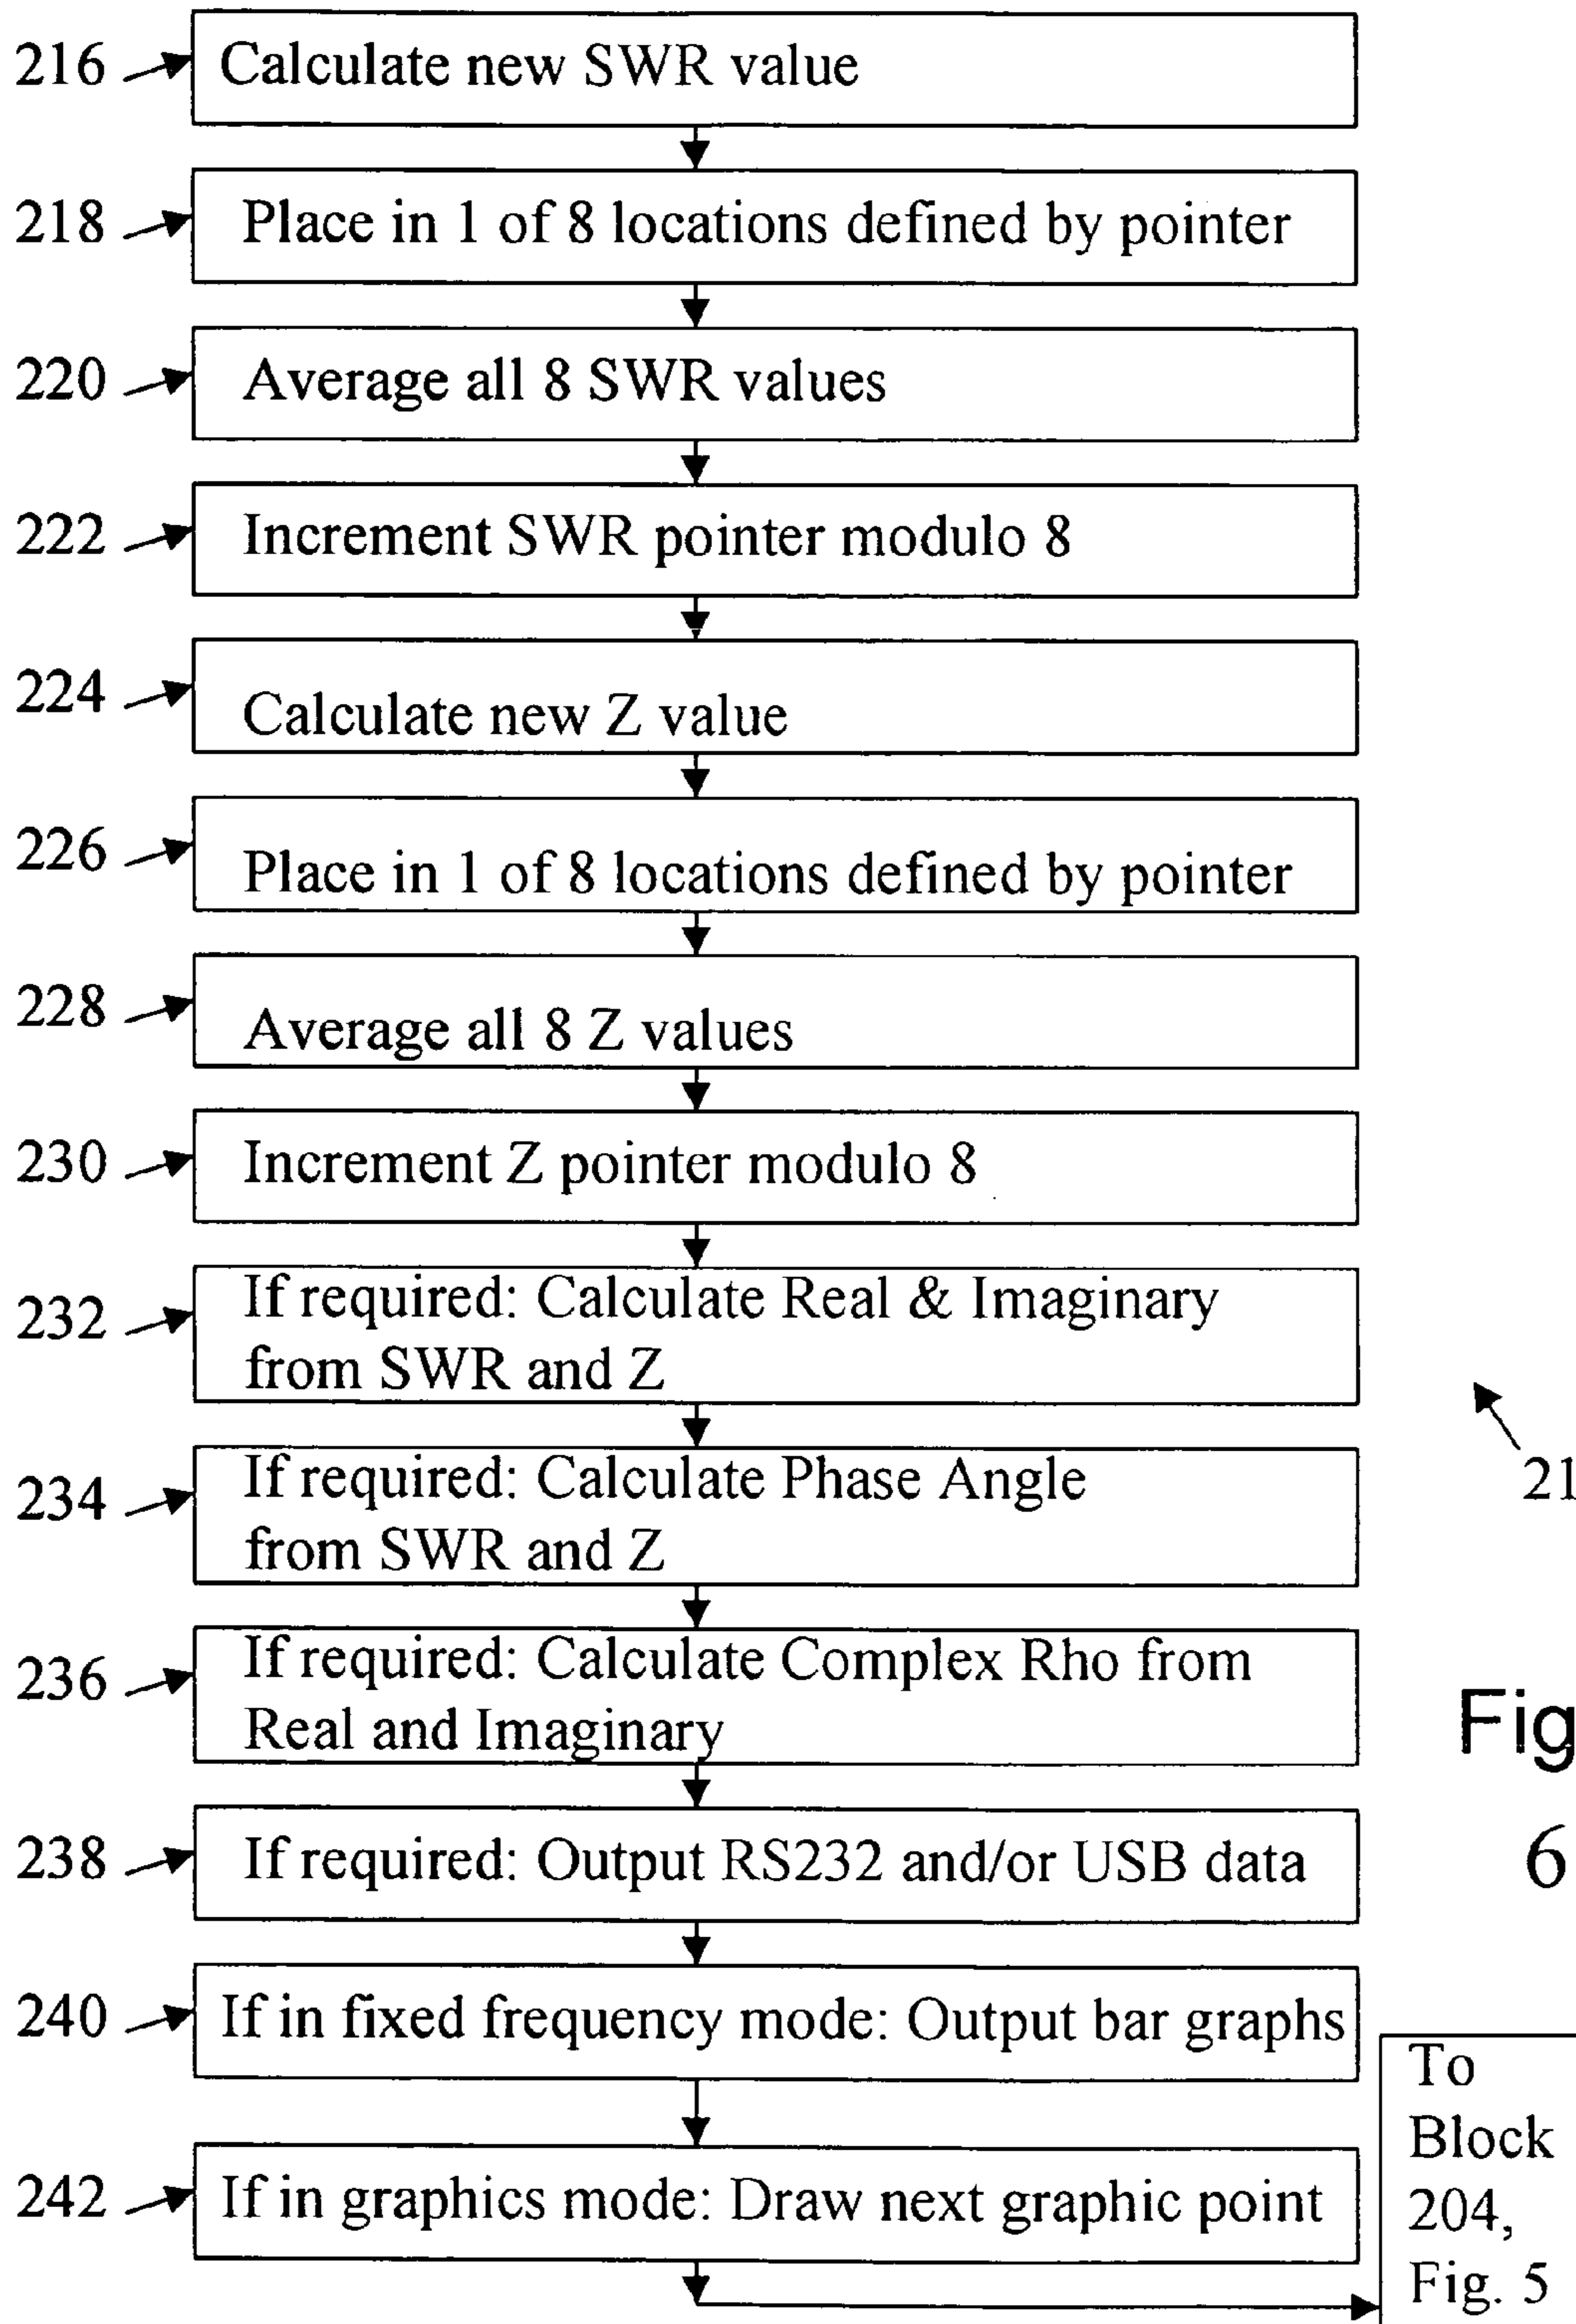 216 Calculate new SWR value
218 Place in 1 of 8 locations defined by pointer
220 Average all 8 SWR values
222 Increment SWR pointer modulo 8
224 Calculate new Z value
226 Place in 1 of 8 locations defined by pointer
228 Average all 8 Z values
230 Increment Z pointer modulo 8
232 If required: Calculate Real & Imaginary
from SWR and Z
234 If required: Calculate Phase Angle
from SWR and Z
21
236 If required: Calculate Complex Rho from
Real and Imaginary
Fig
6
238 If required: Output RS232 and/or USB data
240 If in fixed frequency mode: Output bar graphs
242 If in graphics mode: Draw next graphic point
To
Block
204,
Fig. 5